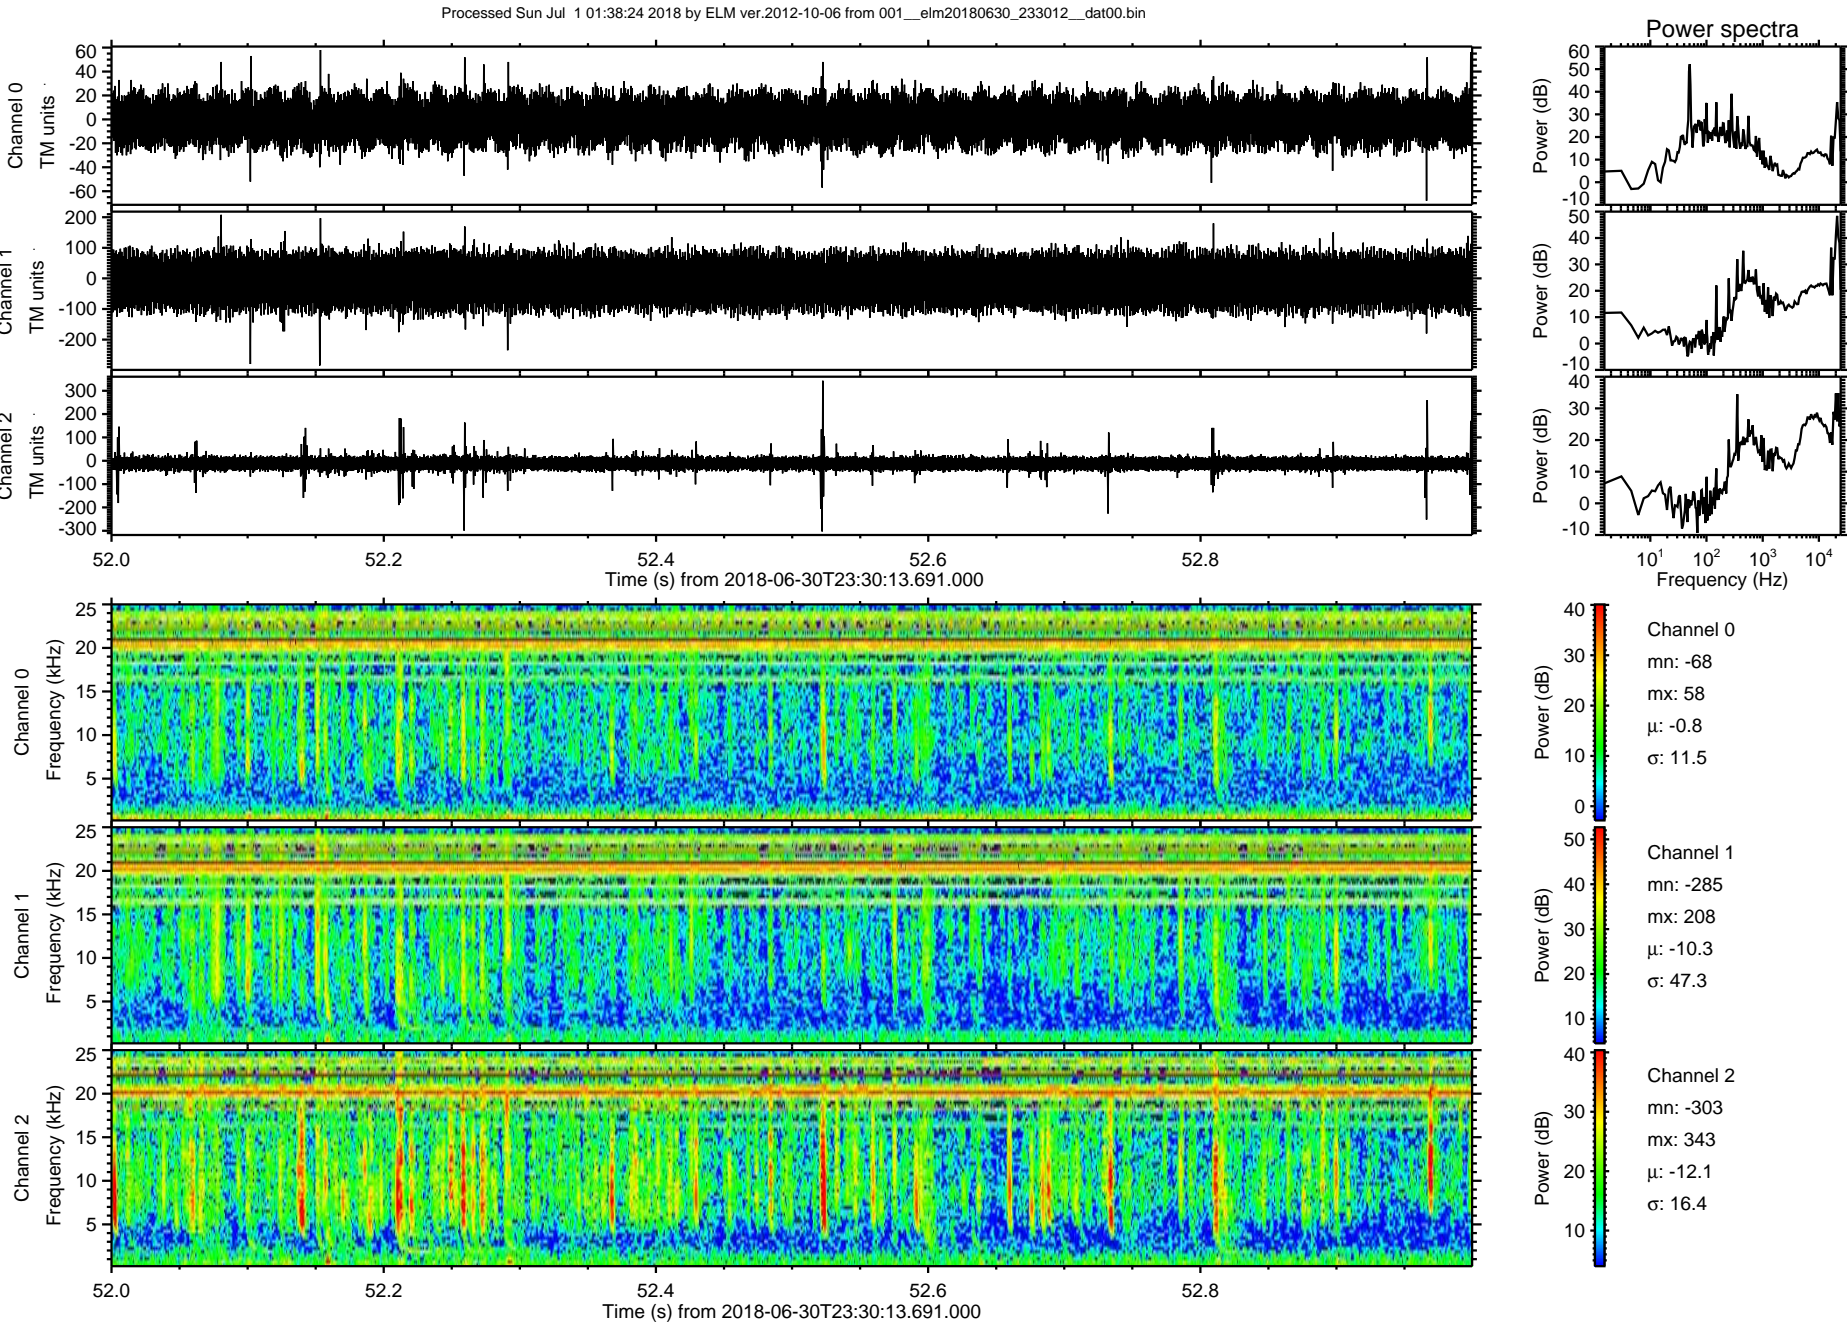 Processed Sun Jul 1 01:38:24 2018 by ELM ver.2012-10-06 from 001__elm20180630_233012__dat00.bin
Power spectra
Channel 0
TM units
60
40
20
0
-20
-40
-60
Power (dB)
60
50
40
30
20
10
0
-10
Channel 1
TM units
200
100
0
-100
-200
Power (dB)
50
40
30
20
10
0
-10
Channel 2
TM units
300
200
100
0
-100
-200
-300
Power (dB)
40
30
20
10
0
-10
52.0 52.2 52.4 52.6 52.8
Time (s) from 2018-06-30T23:30:13.691.000
10^1 10^2 10^3 10^4
Frequency (Hz)
Channel 0
Frequency (kHz)
25
20
15
10
5
Power (dB)
40
30
20
10
0
Channel 0
mn: -68
mx: 58
μ: -0.8
σ: 11.5
Channel 1
Frequency (kHz)
25
20
15
10
5
Power (dB)
50
40
30
20
10
Channel 1
mn: -285
mx: 208
μ: -10.3
σ: 47.3
Channel 2
Frequency (kHz)
25
20
15
10
5
Power (dB)
40
30
20
10
Channel 2
mn: -303
mx: 343
μ: -12.1
σ: 16.4
52.0 52.2 52.4 52.6 52.8
Time (s) from 2018-06-30T23:30:13.691.000